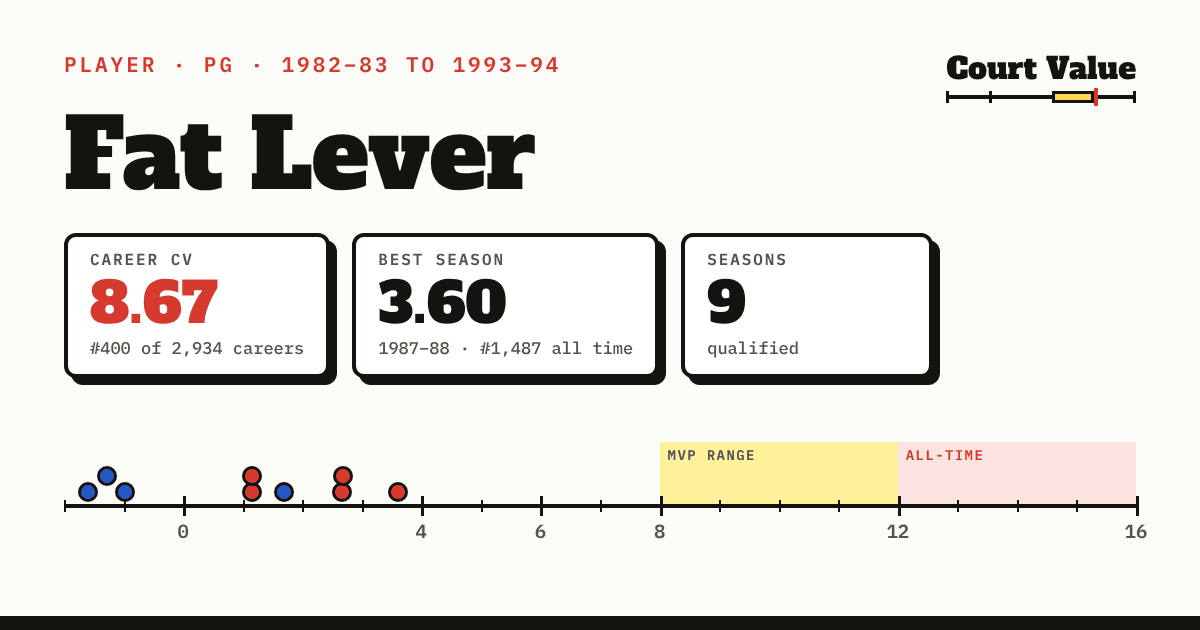 PLAYER · PG · 1982–83 TO 1993–94
Court Value
Fat Lever
CAREER CV
8.67
#400 of 2,934 careers
BEST SEASON
3.60
1987–88 · #1,487 all time
SEASONS
9
qualified
MVP RANGE
ALL-TIME
0
4
6
8
12
16